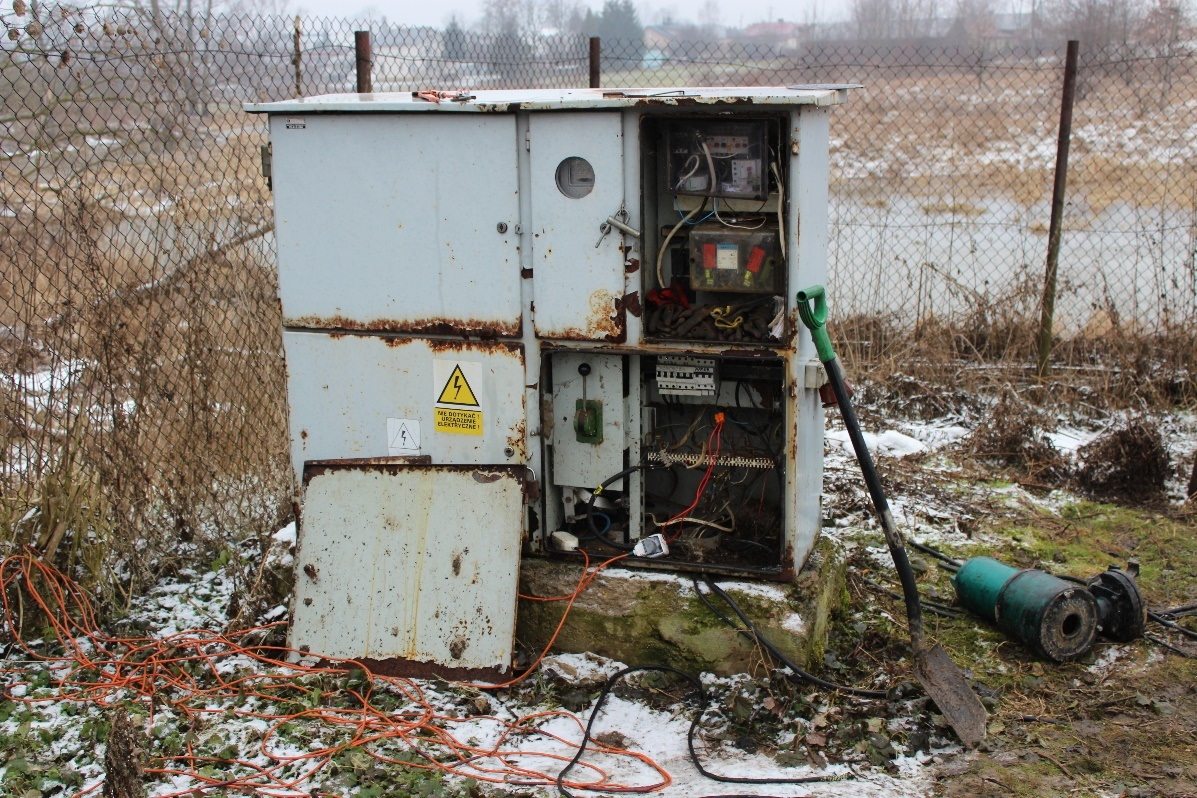 NIE DOTYKAĆ !
URZĄDZENIE
ELEKTRYCZNE !